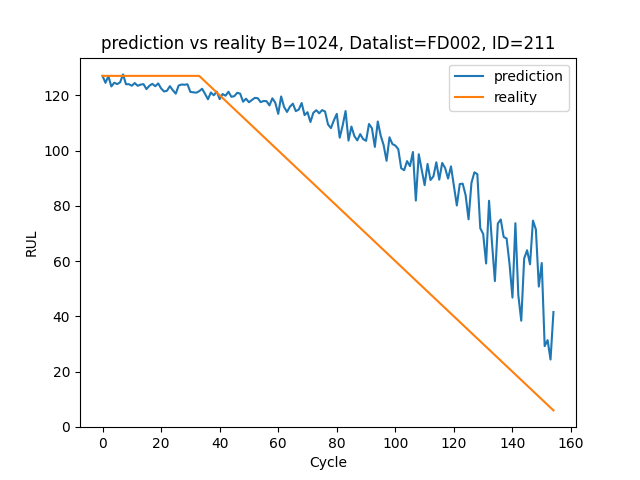 prediction vs reality B=1024, Datalist=FD002, ID=211
prediction
reality
RUL
120
100
80
60
40
20
0
0 20 40 60 80 100 120 140 160
Cycle